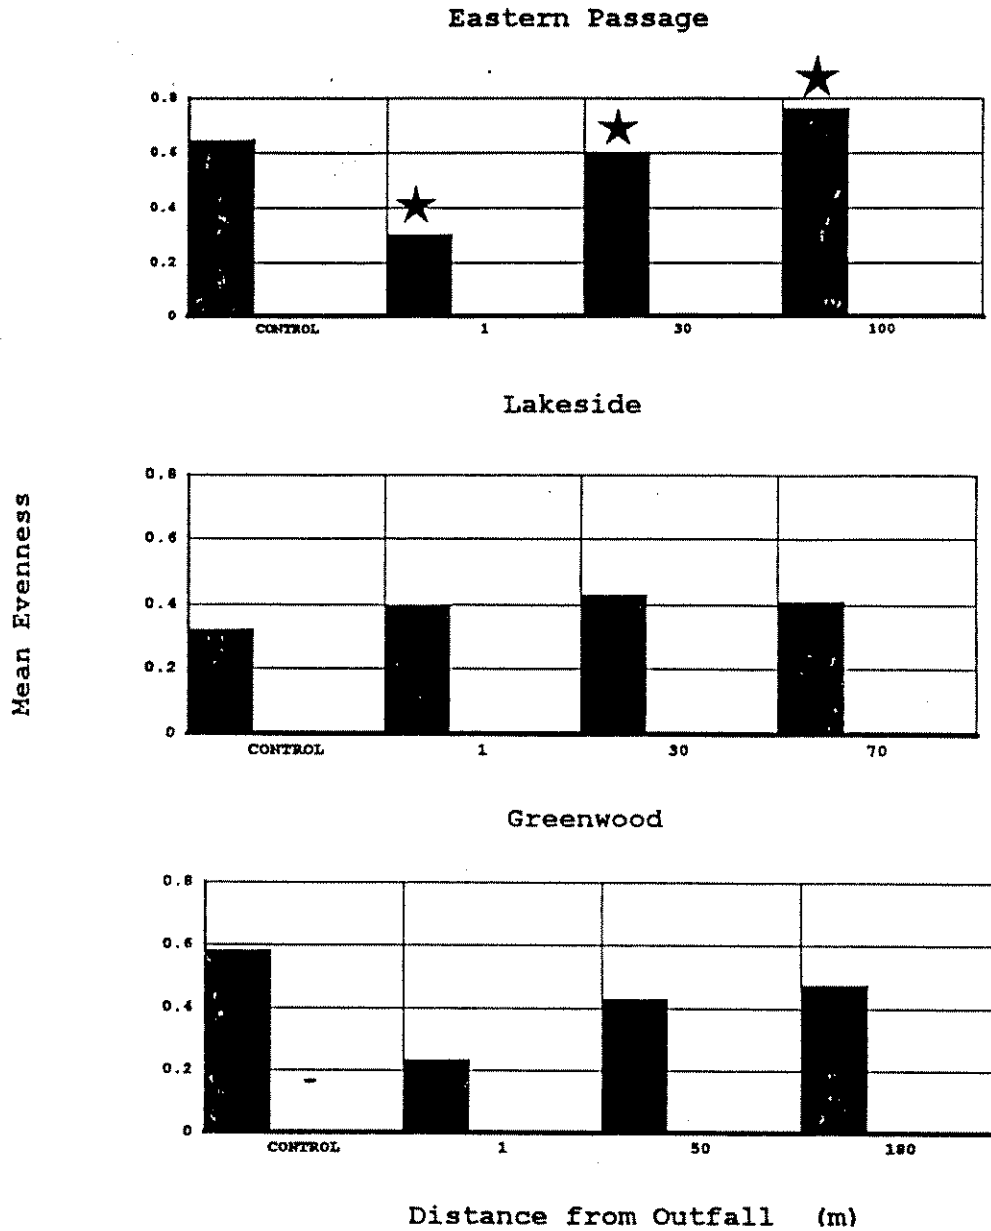 Eastern Passage
0.8
0.6
0.4
0.2
0
CONTROL 1 30 100
Lakeside
Mean Evenness
0.8
0.6
0.4
0.2
0
CONTROL 1 30 70
Greenwood
0.8
0.6
0.4
0.2
0
CONTROL 1 50 180
Distance from Outfall (m)